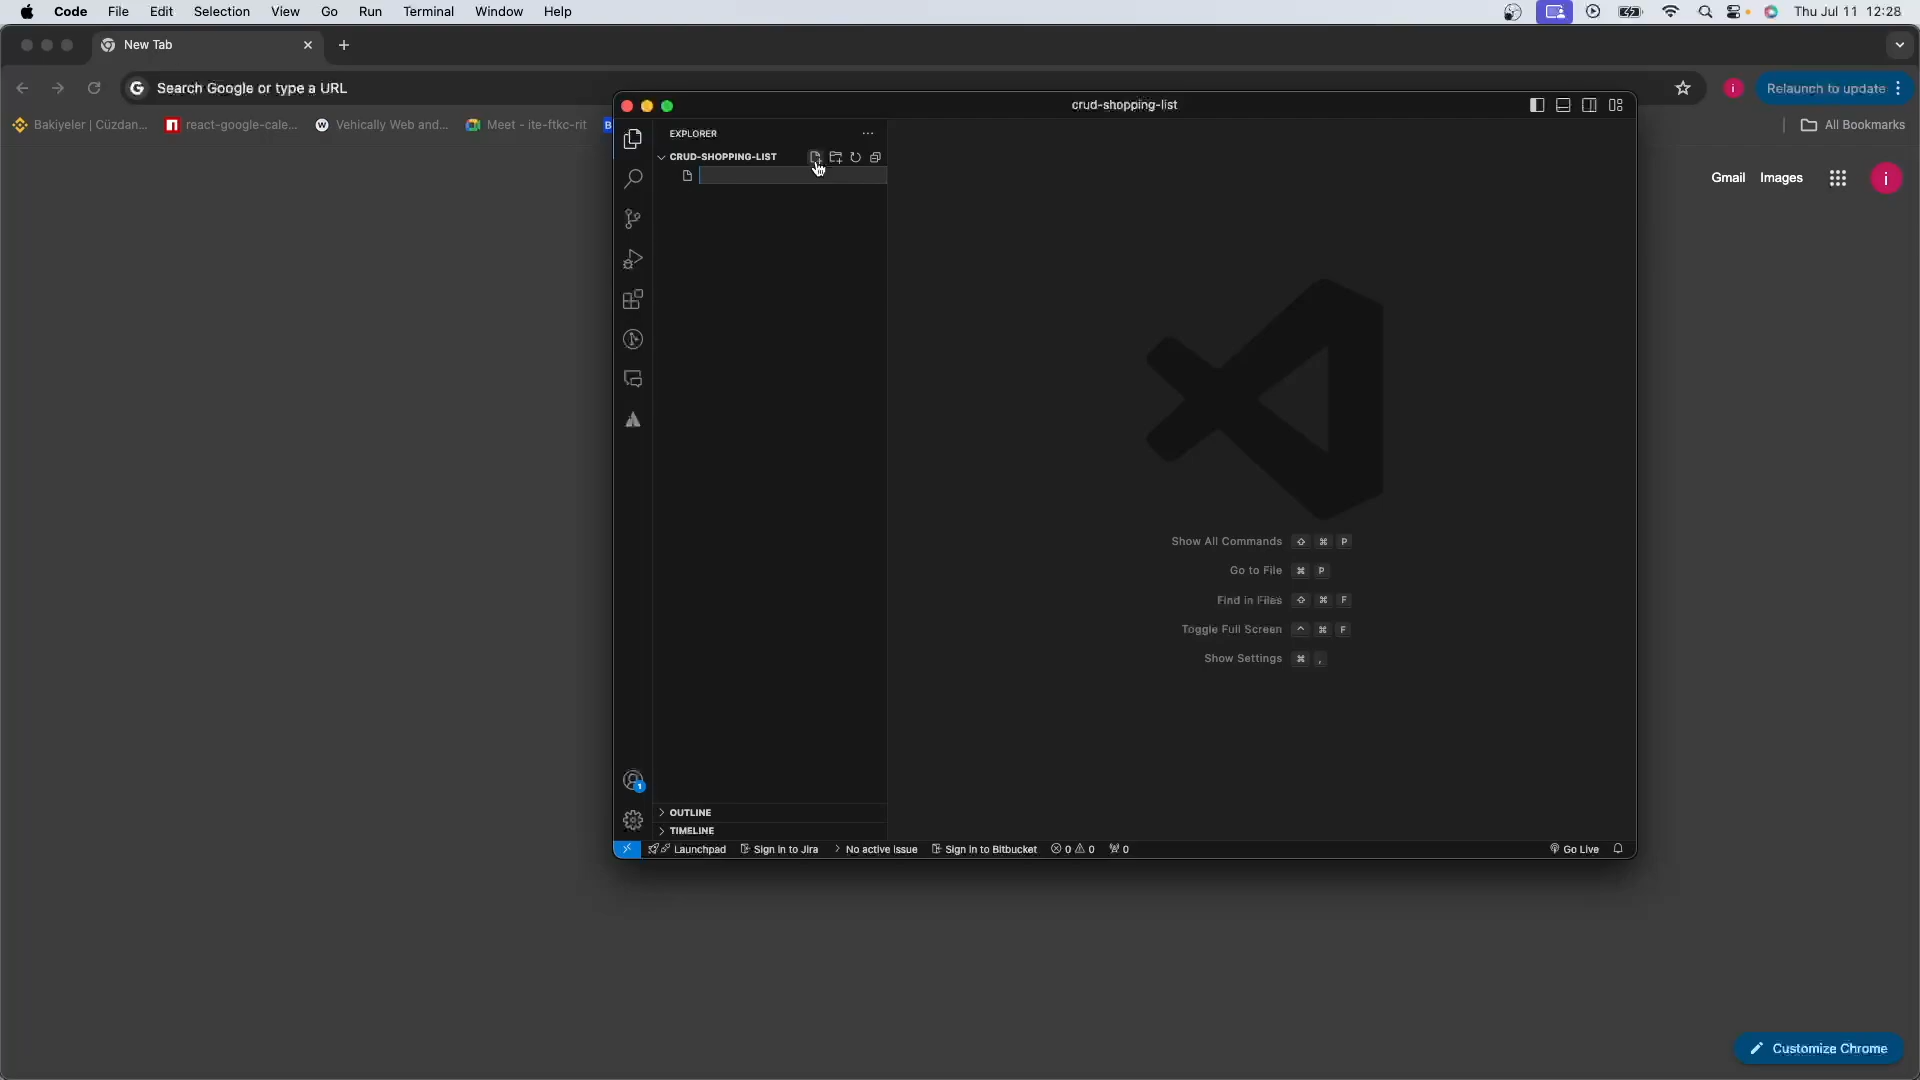 Code File Edit Selection View Go Run Terminal Window Help Thu Jul 11 12:28
New Tab
Search Google or type a URL
Relaunch to update
crud-shopping-list
Bakiyeler | Cüzdan... react-google-cale... Vehically Web and... Meet - ite-ftkc-rit B All Bookmarks
EXPLORER
CRUD-SHOPPING-LIST
Gmail Images i
Show All Commands ⇧ ⌘ P
Go to File ⌘ P
Find in Files ⇧ ⌘ F
Toggle Full Screen ^ ⌘ F
Show Settings ⌘ ,
1
OUTLINE
TIMELINE
Launchpad Sign in to Jira No active issue Sign in to Bitbucket 0 0 0 Go Live
Customize Chrome